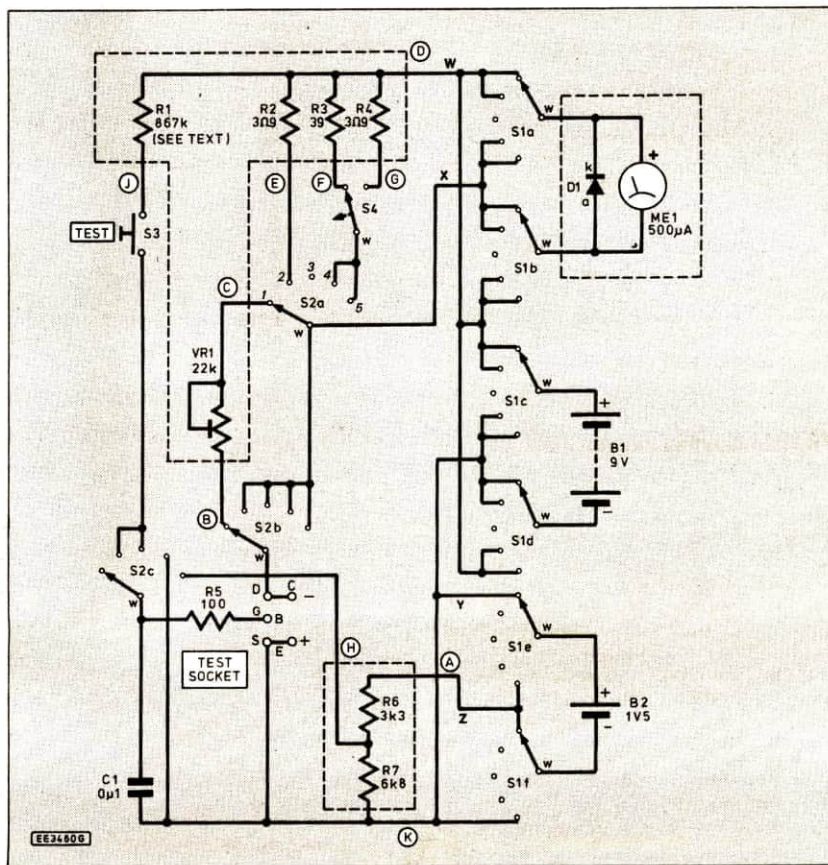 D
W
R1
867k
(SEE TEXT)
R2
3Ω9
R3
39
R4
3Ω9
S1a
k
D1
a
+
ME1
500µA
J
E
F
G
X
w
w
TEST
S3
S4
w
S1b
C
1
2
3
4
5
S2a
w
VR1
22k
w
S1c
+
B1
9V
-
w
S1d
B
S2b
w
S2c
w
R5
100
D
C
-
G
B
S
E
+
TEST
SOCKET
H
A
Y
w
S1e
+
B2
1V5
-
R6
3k3
Z
w
S1f
R7
6k8
C1
0µ1
K
EE3460G